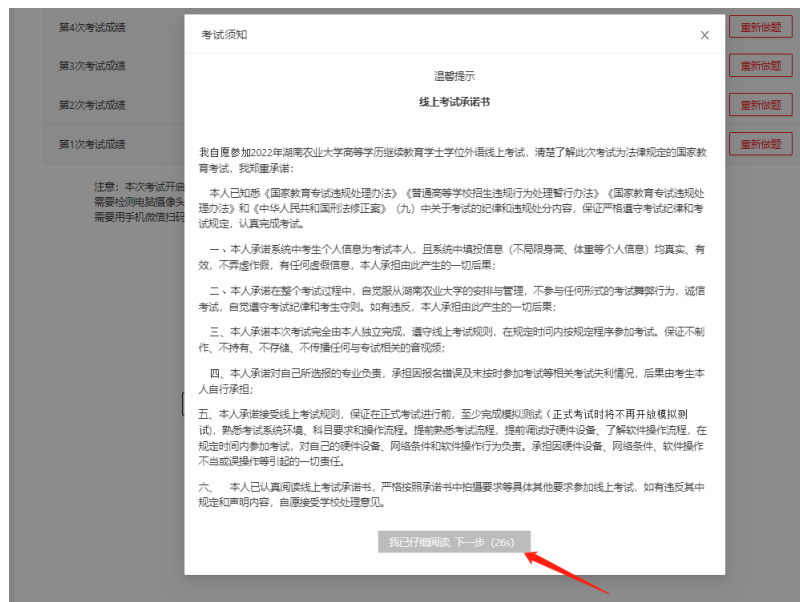 第4次考试成绩
考试须知
重新做题
第3次考试成绩
重新做题
第2次考试成绩
重新做题
第1次考试成绩
重新做题
温馨提示
线上考试承诺书
我自愿参加2022年湖南农业大学高等学历继续教育学士学位外语线上考试，清楚了解此次考试为法律规定的国家教
育考试，我郑重承诺：
本人已知悉《国家教育专试违规处理办法》《普通高等学校招生违规行为处理暂行办法》《国家教育专试违规处
理办法》和《中华人民共和国刑法修正案》（九）中关于考试的纪律和违规处分内容，保证严格遵守考试纪律和考
试规定，认真完成考试。
一 、本人承诺系统中考生个人信息为考试本人，且系统中填投信息（不局限身高、体重等个人信息）均真实、有
效，不弄虚作假，有任何虚假信息，本人承担由此产生的一切后果；
二 、本人承诺在整个考试过程中，自觉服从湖南农业大学的安排与管理，不参与任何形式的考试舞弊行为，诚信
考试，自觉遵守考试纪律和考生守则。如有违反，本人承担由此产生的一切后果；
三、本人承诺本次考试完全由本人独立完成，遵守线上考试规则，在规定时间内按规定程序参加考试。保证不制
作、不持有、不存储、不传播任何与专试相关的音视频；
四、本人承诺对自己所选报的专业负责，承担因报名错误及末按时参加考试等相关考试失利情况，后果由考生本
人自行承担；
五、本人承诺接受线上考试规则，保证在正式考试进行前，至少完成模拟测试（正式考试时将不再开放模拟测
试)，熟悉考试系统环境、科目要求和操作流程。提前熟悉考试流程，提前调试好硬件设备、了解软件操作流程，在
规定时间内参加考试，对自己的硬件设备、网络条件和软件操作行为负责。承担因硬件设备、网络条件、软件操作
不当或误操作等引起的一切责任。
六、 本人已认真阅读线上考试承诺书，严格按照承诺书中拍摄要求等具体其他要求参加线上考试，如有违反其中
规定和声明内容，自愿接受学校处理意见。
我已仔细阅读, 下一步（26s）
注意：本次考试开启
需要检测电脑摄像头
需要用手机微信扫码